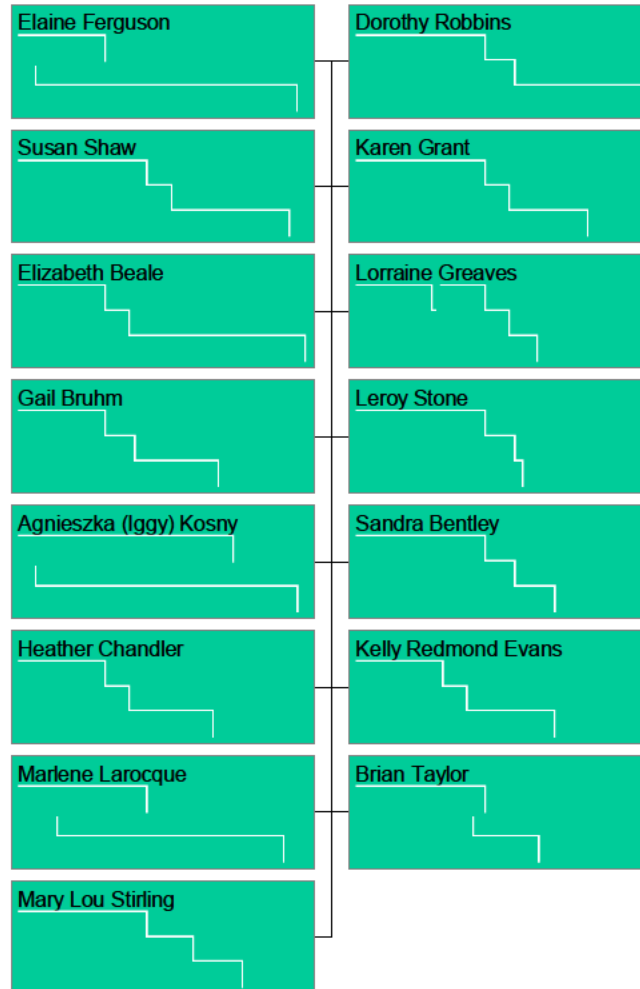 Elaine Ferguson
Dorothy Robbins
Susan Shaw
Karen Grant
Elizabeth Beale
Lorraine Greaves
Gail Bruhm
Leroy Stone
Agnieszka (Iggy) Kosny
Sandra Bentley
Heather Chandler
Kelly Redmond Evans
Marlene Larocque
Brian Taylor
Mary Lou Stirling